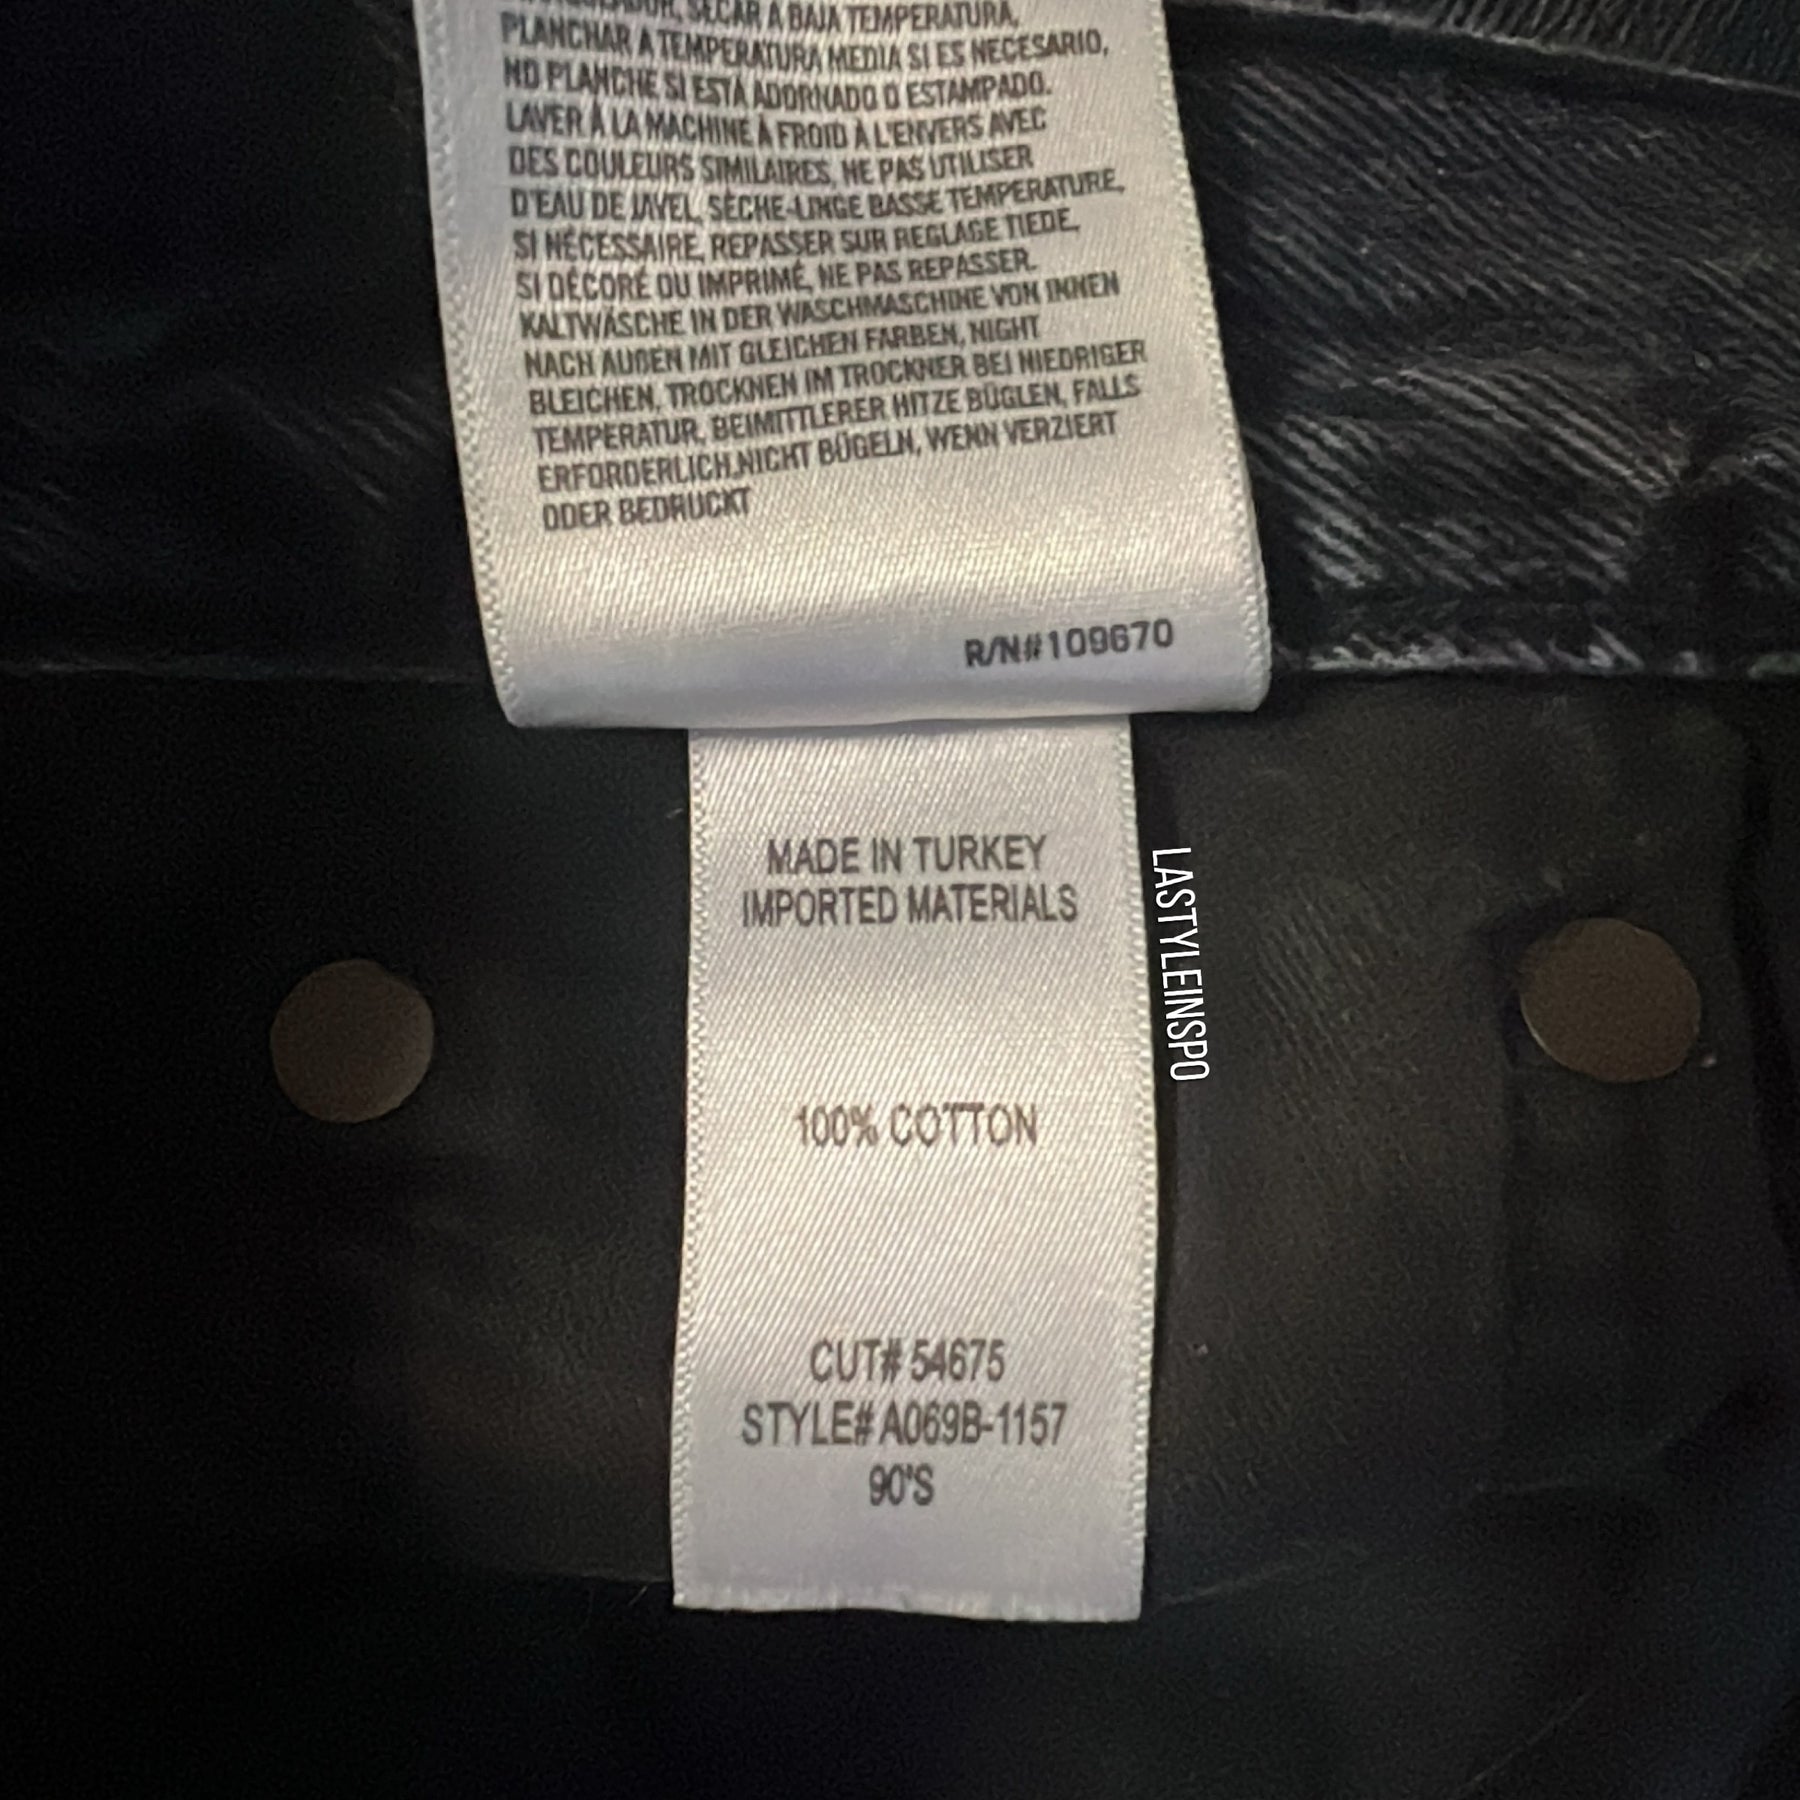 SECAR A BAJA TEMPERATURA,
PLANCHAR A TEMPERATURA MEDIA SI ES NECESARIO,
NO PLANCHE SI ESTÁ ADORNADO O ESTAMPADO.
LAVER À LA MACHINE À FROID À L'ENVERS AVEC
DES COULEURS SIMILAIRES, NE PAS UTILISER
D'EAU DE JAVEL, SÈCHE-LINGE BASSE TEMPERATURE,
SI NÉCESSAIRE, REPASSER SUR REGLAGE TIEDE,
SI DÉCORÉ OU IMPRIMÉ, NE PAS REPASSER.
KALTWÄSCHE IN DER WASCHMASCHINE VON INNEN
NACH AUßEN MIT GLEICHEN FARBEN, NIGHT
BLEICHEN, TROCKNEN IM TROCKNER BEI NIEDRIGER
TEMPERATUR, BEIMITTLERER HITZE BÜGLEN, FALLS
ERFORDERLICH,NICHT BÜGELN, WENN VERZIERT
ODER BEDRUCKT
R/N#109670
MADE IN TURKEY
IMPORTED MATERIALS
LASTYLEINSPO
100% COTTON
CUT# 54675
STYLE# A069B-1157
90'S